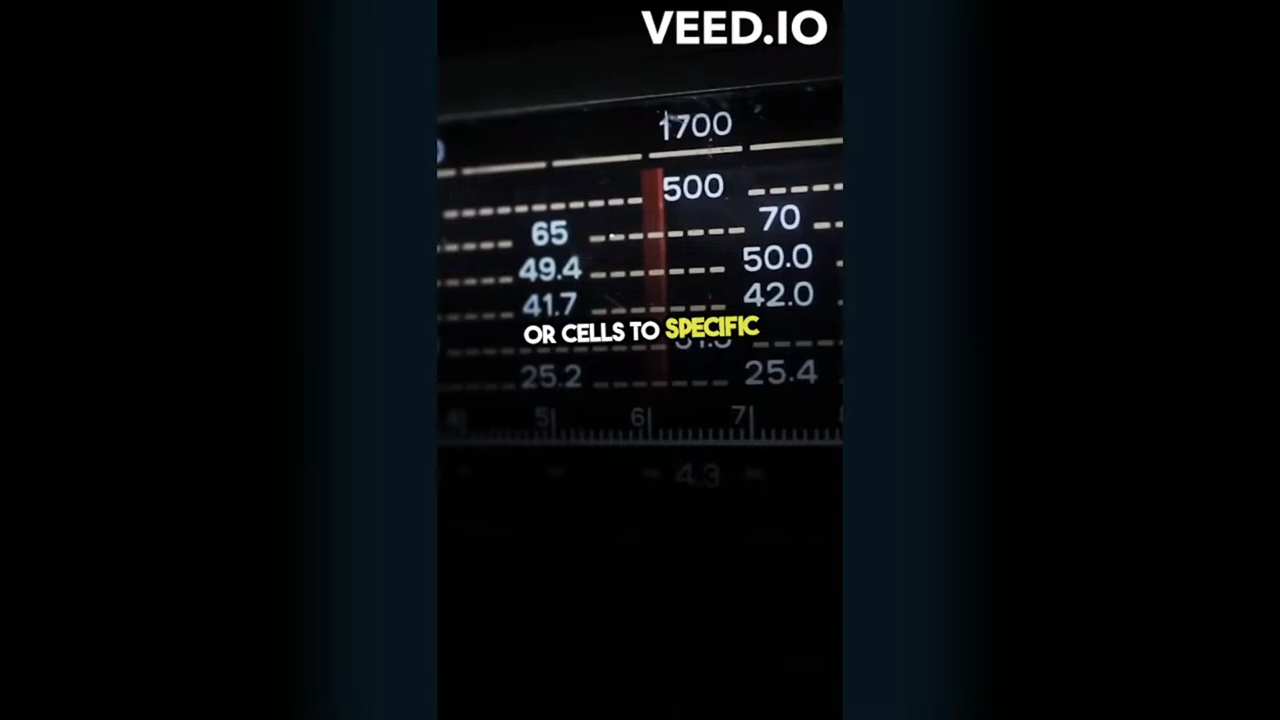 VEED.IO
1700
500
65 70
49.4 50.0
41.7 42.0
OR CELLS TO SPECIFIC
25.2 25.4
5 6 7
4.3